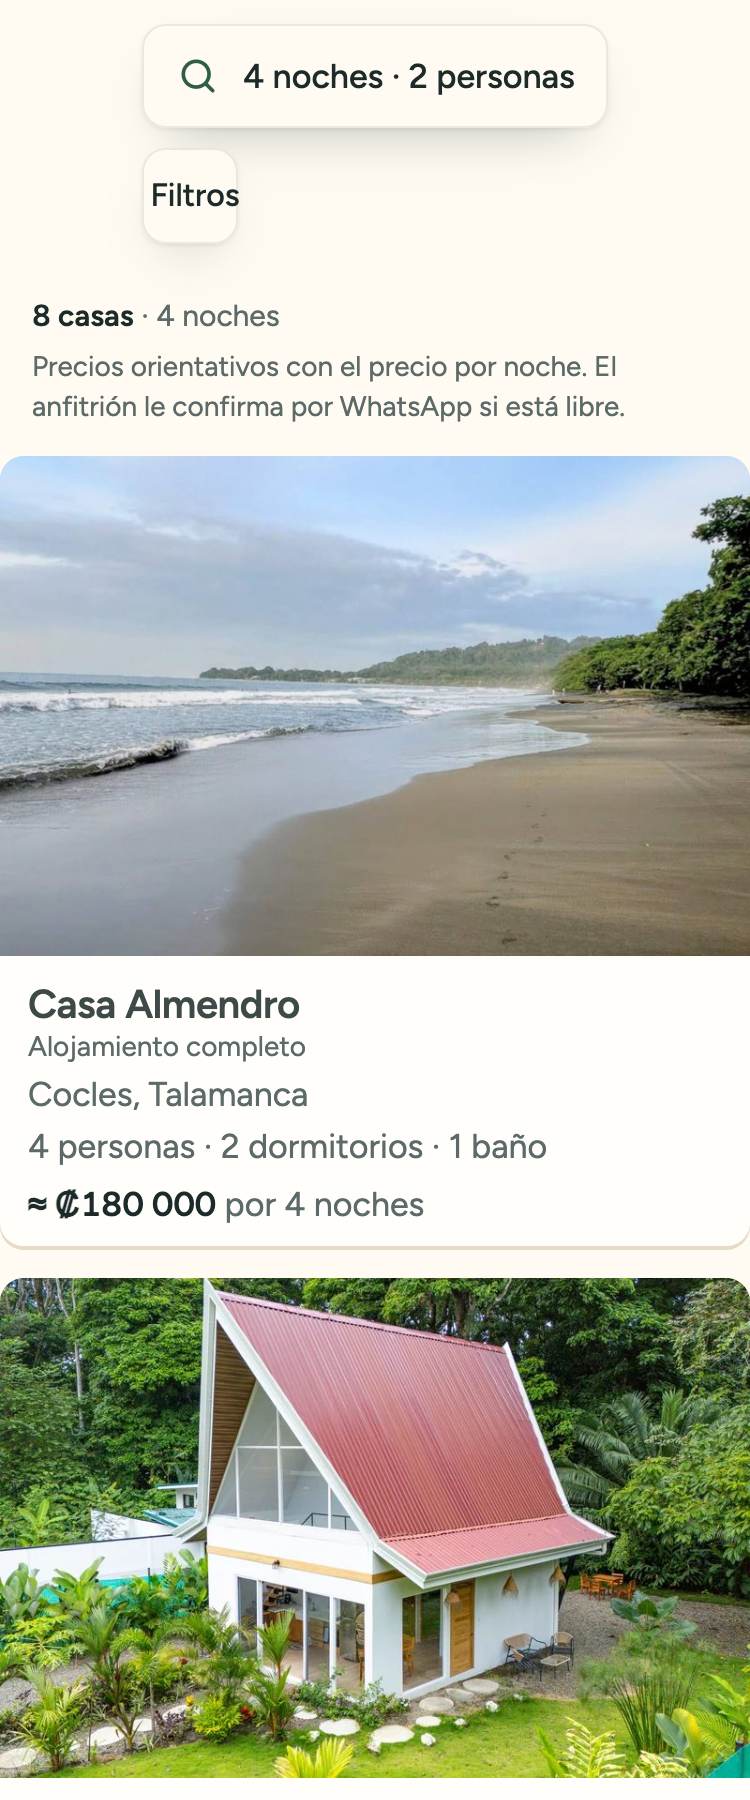 4 noches · 2 personas
Filtros
8 casas · 4 noches
Precios orientativos con el precio por noche. El
anfitrión le confirma por WhatsApp si está libre.
Casa Almendro
Alojamiento completo
Cocles, Talamanca
4 personas · 2 dormitorios · 1 baño
≈ ₡180 000 por 4 noches